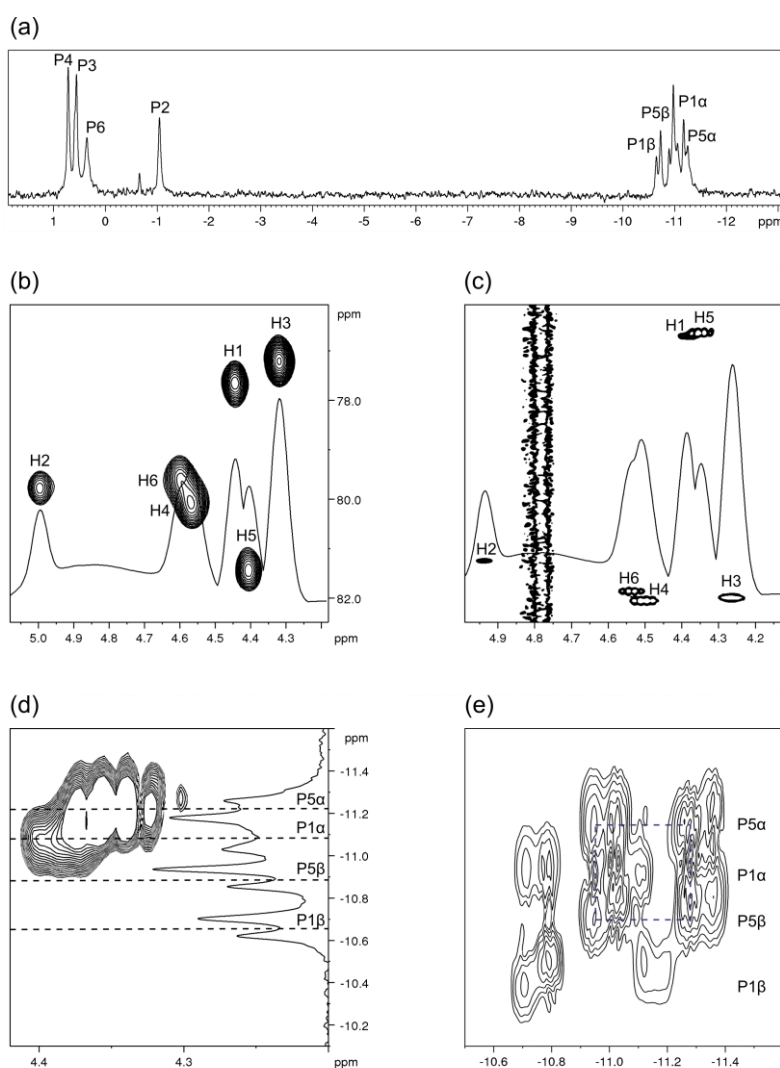 (a)
P4
P3
P6
P2
P5β
P1α
P1β
P5α
1 0 -1 -2 -3 -4 -5 -6 -7 -8 -9 -10 -11 -12 ppm
(b)
ppm
H3
H1
78.0
H2
H6
80.0
H4
H5
82.0
5.0 4.9 4.8 4.7 4.6 4.5 4.4 4.3
ppm
(c)
H5
H1
H2
H6
H4
H3
4.9 4.8 4.7 4.6 4.5 4.4 4.3 4.2
ppm
(d)
ppm
-11.4
P5α
-11.2
P1α
-11.0
P5β
-10.8
P1β
-10.6
-10.4
-10.2
4.4 4.3 ppm
(e)
P5α
P1α
P5β
P1β
-10.6 -10.8 -11.0 -11.2 -11.4 ppm